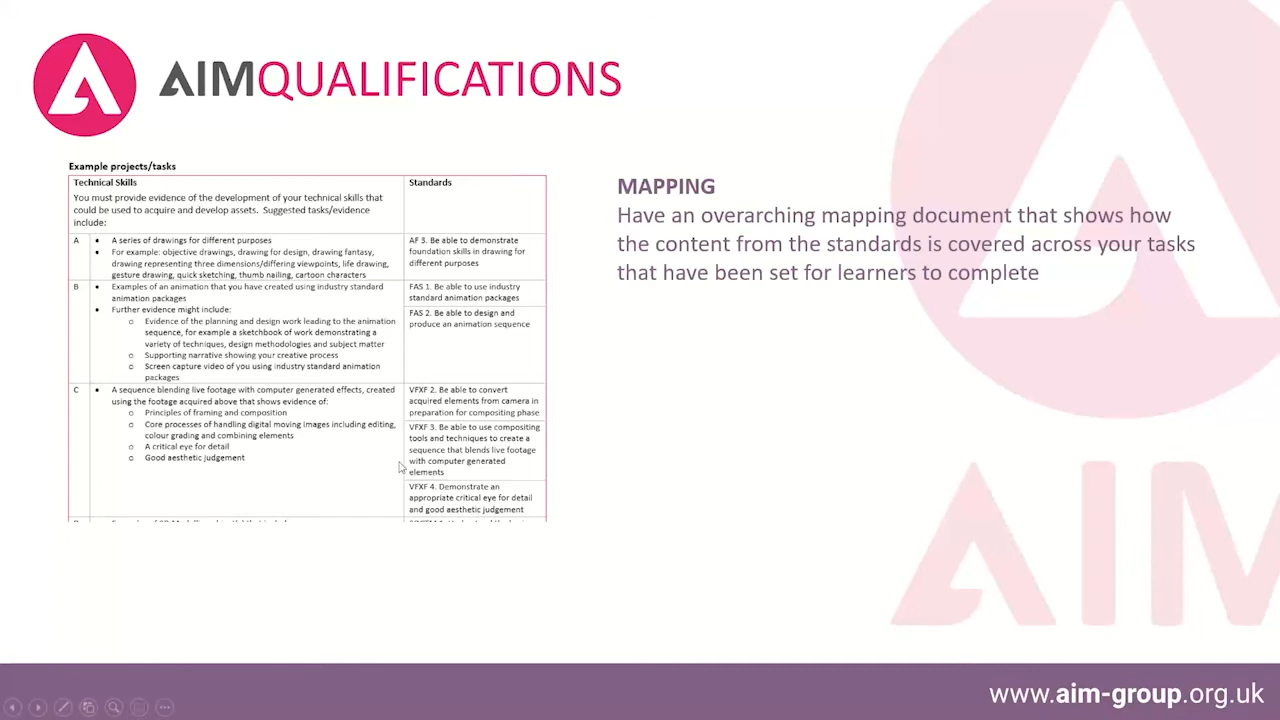 AIMQUALIFICATIONS
Example projects/tasks
Technical Skills
Standards
You must provide evidence of the development of your technical skills that
could be used to acquire and develop assets. Suggested tasks/evidence
include:
A
• A series of drawings for different purposes
• For example: objective drawings, drawing for design, drawing fantasy,
drawing representing three dimensions/differing viewpoints, life drawing,
gesture drawing, quick sketching, thumb nailing, cartoon characters
AF 3. Be able to demonstrate
foundation skills in drawing for
different purposes
B
• Examples of an animation that you have created using industry standard
animation packages
• Further evidence might include:
o Evidence of the planning and design work leading to the animation
sequence, for example a sketchbook of work demonstrating a
variety of techniques, design methodologies and subject matter
o Supporting narrative showing your creative process
o Screen capture video of you using industry standard animation
packages
FAS 1. Be able to use industry
standard animation packages
FAS 2. Be able to design and
produce an animation sequence
C
• A sequence blending live footage with computer generated effects, created
using the footage acquired above that shows evidence of:
o Principles of framing and composition
o Core processes of handling digital moving images including editing,
colour grading and combining elements
o A critical eye for detail
o Good aesthetic judgement
VFXF 2. Be able to convert
acquired elements from camera in
preparation for compositing phase
VFXF 3. Be able to use compositing
tools and techniques to create a
sequence that blends live footage
with computer generated
elements
VFXF 4. Demonstrate an
appropriate critical eye for detail
and good aesthetic judgement
MAPPING
Have an overarching mapping document that shows how
the content from the standards is covered across your tasks
that have been set for learners to complete
AIM
www.aim-group.org.uk